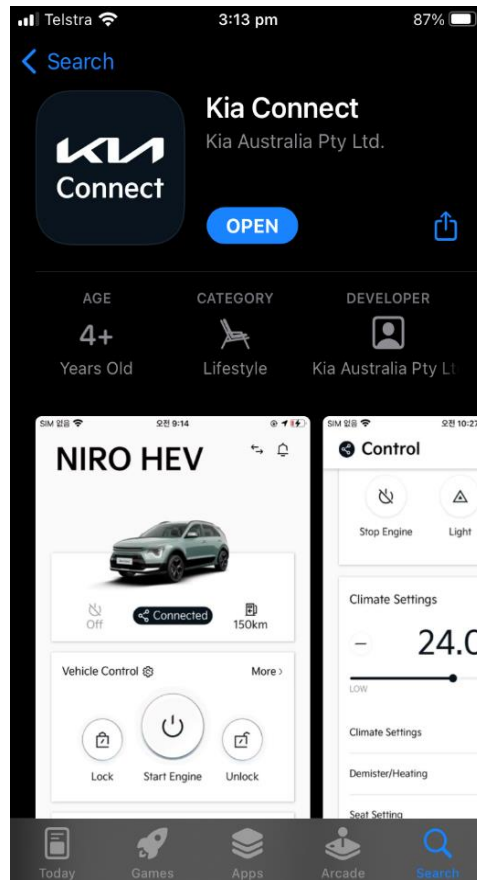 Telstra 3:13 pm 87%
Search
KIA
Connect
Kia Connect
Kia Australia Pty Ltd.
OPEN
AGE CATEGORY DEVELOPER
4+
Years Old Lifestyle Kia Australia Pty Lt
SIM 없음 오전 9:14
NIRO HEV
Off Connected 150km
Vehicle Control More >
Lock Start Engine Unlock
SIM 없음 오전 10:27
Control
Stop Engine Light
Climate Settings
− 24.0
LOW
Climate Settings
Demister/Heating
Seat Setting
Today Games Apps Arcade Search